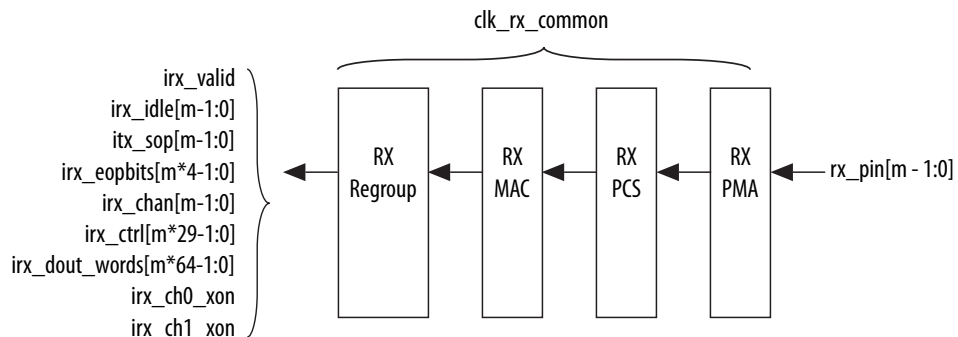 clk_rx_common
irx_valid
irx_idle[m-1:0]
itx_sop[m-1:0]
irx_eopbits[m*4-1:0]
irx_chan[m-1:0]
irx_ctrl[m*29-1:0]
irx_dout_words[m*64-1:0]
irx_ch0_xon
irx_ch1_xon
RX
Regroup
RX
MAC
RX
PCS
RX
PMA
rx_pin[m - 1:0]